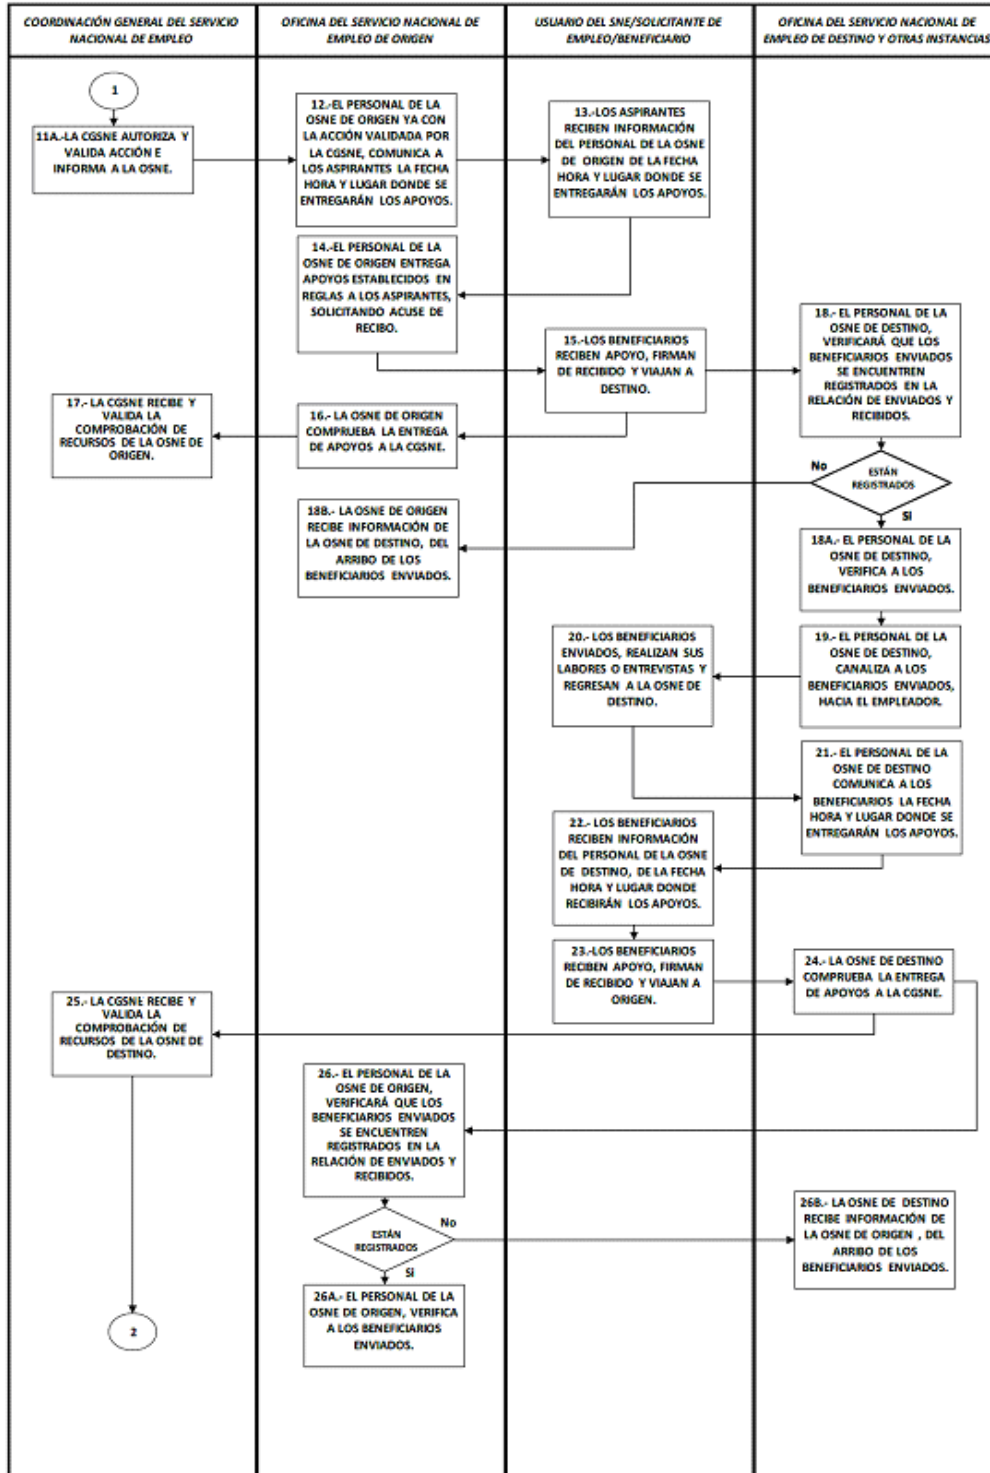 COORDINACIÓN GENERAL DEL SERVICIO
NACIONAL DE EMPLEO
OFICINA DEL SERVICIO NACIONAL DE
EMPLEO DE ORIGEN
USUARIO DEL SNE/SOLICITANTE DE
EMPLEO/BENEFICIARIO
OFICINA DEL SERVICIO NACIONAL DE
EMPLEO DE DESTINO Y OTRAS INSTANCIAS
1
11A.-LA CGSNE AUTORIZA Y
VALIDA ACCIÓN E
INFORMA A LA OSNE.
12.-EL PERSONAL DE LA
OSNE DE ORIGEN YA CON
LA ACCIÓN VALIDADA POR
LA CGSNE, COMUNICA A
LOS ASPIRANTES LA FECHA
HORA Y LUGAR DONDE SE
ENTREGARÁN LOS APOYOS.
13.-LOS ASPIRANTES
RECIBEN INFORMACIÓN
DEL PERSONAL DE LA OSNE
DE ORIGEN DE LA FECHA
HORA Y LUGAR DONDE SE
ENTREGARÁN LOS APOYOS.
14.-EL PERSONAL DE LA
OSNE DE ORIGEN ENTREGA
APOYOS ESTABLECIDOS EN
REGLAS A LOS ASPIRANTES,
SOLICITANDO ACUSE DE
RECIBO.
15.-LOS BENEFICIARIOS
RECIBEN APOYO, FIRMAN
DE RECIBIDO Y VIAJAN A
DESTINO.
18.- EL PERSONAL DE LA
OSNE DE DESTINO,
VERIFICARÁ QUE LOS
BENEFICIARIOS ENVIADOS
SE ENCUENTREN
REGISTRADOS EN LA
RELACIÓN DE ENVIADOS Y
RECIBIDOS.
17.- LA CGSNE RECIBE Y
VALIDA LA
COMPROBACIÓN DE
RECURSOS DE LA OSNE DE
ORIGEN.
16.- LA OSNE DE ORIGEN
COMPRUEBA LA ENTREGA
DE APOYOS A LA CGSNE.
No
ESTÁN
REGISTRADOS
SI
18B.- LA OSNE DE ORIGEN
RECIBE INFORMACIÓN DE
LA OSNE DE DESTINO, DEL
ARRIBO DE LOS
BENEFICIARIOS ENVIADOS.
18A.- EL PERSONAL DE LA
OSNE DE DESTINO,
VERIFICA A LOS
BENEFICIARIOS ENVIADOS.
20.- LOS BENEFICIARIOS
ENVIADOS, REALIZAN SUS
LABORES O ENTREVISTAS Y
REGRESAN A LA OSNE DE
DESTINO.
19.- EL PERSONAL DE LA
OSNE DE DESTINO,
CANALIZA A LOS
BENEFICIARIOS ENVIADOS,
HACIA EL EMPLEADOR.
21.- EL PERSONAL DE LA
OSNE DE DESTINO
COMUNICA A LOS
BENEFICIARIOS LA FECHA
HORA Y LUGAR DONDE SE
ENTREGARÁN LOS APOYOS.
22.- LOS BENEFICIARIOS
RECIBEN INFORMACIÓN
DEL PERSONAL DE LA OSNE
DE DESTINO, DE LA FECHA
HORA Y LUGAR DONDE
RECIBIRÁN LOS APOYOS.
23.-LOS BENEFICIARIOS
RECIBEN APOYO, FIRMAN
DE RECIBIDO Y VIAJAN A
ORIGEN.
24.- LA OSNE DE DESTINO
COMPRUEBA LA ENTREGA
DE APOYOS A LA CGSNE.
25.- LA CGSNE RECIBE Y
VALIDA LA
COMPROBACIÓN DE
RECURSOS DE LA OSNE DE
DESTINO.
26.- EL PERSONAL DE LA
OSNE DE ORIGEN,
VERIFICARÁ QUE LOS
BENEFICIARIOS ENVIADOS
SE ENCUENTREN
REGISTRADOS EN LA
RELACIÓN DE ENVIADOS Y
RECIBIDOS.
ESTÁN
REGISTRADOS
No
SI
26B.- LA OSNE DE DESTINO
RECIBE INFORMACIÓN DE
LA OSNE DE ORIGEN , DEL
ARRIBO DE LOS
BENEFICIARIOS ENVIADOS.
26A.- EL PERSONAL DE LA
OSNE DE ORIGEN, VERIFICA
A LOS BENEFICIARIOS
ENVIADOS.
2